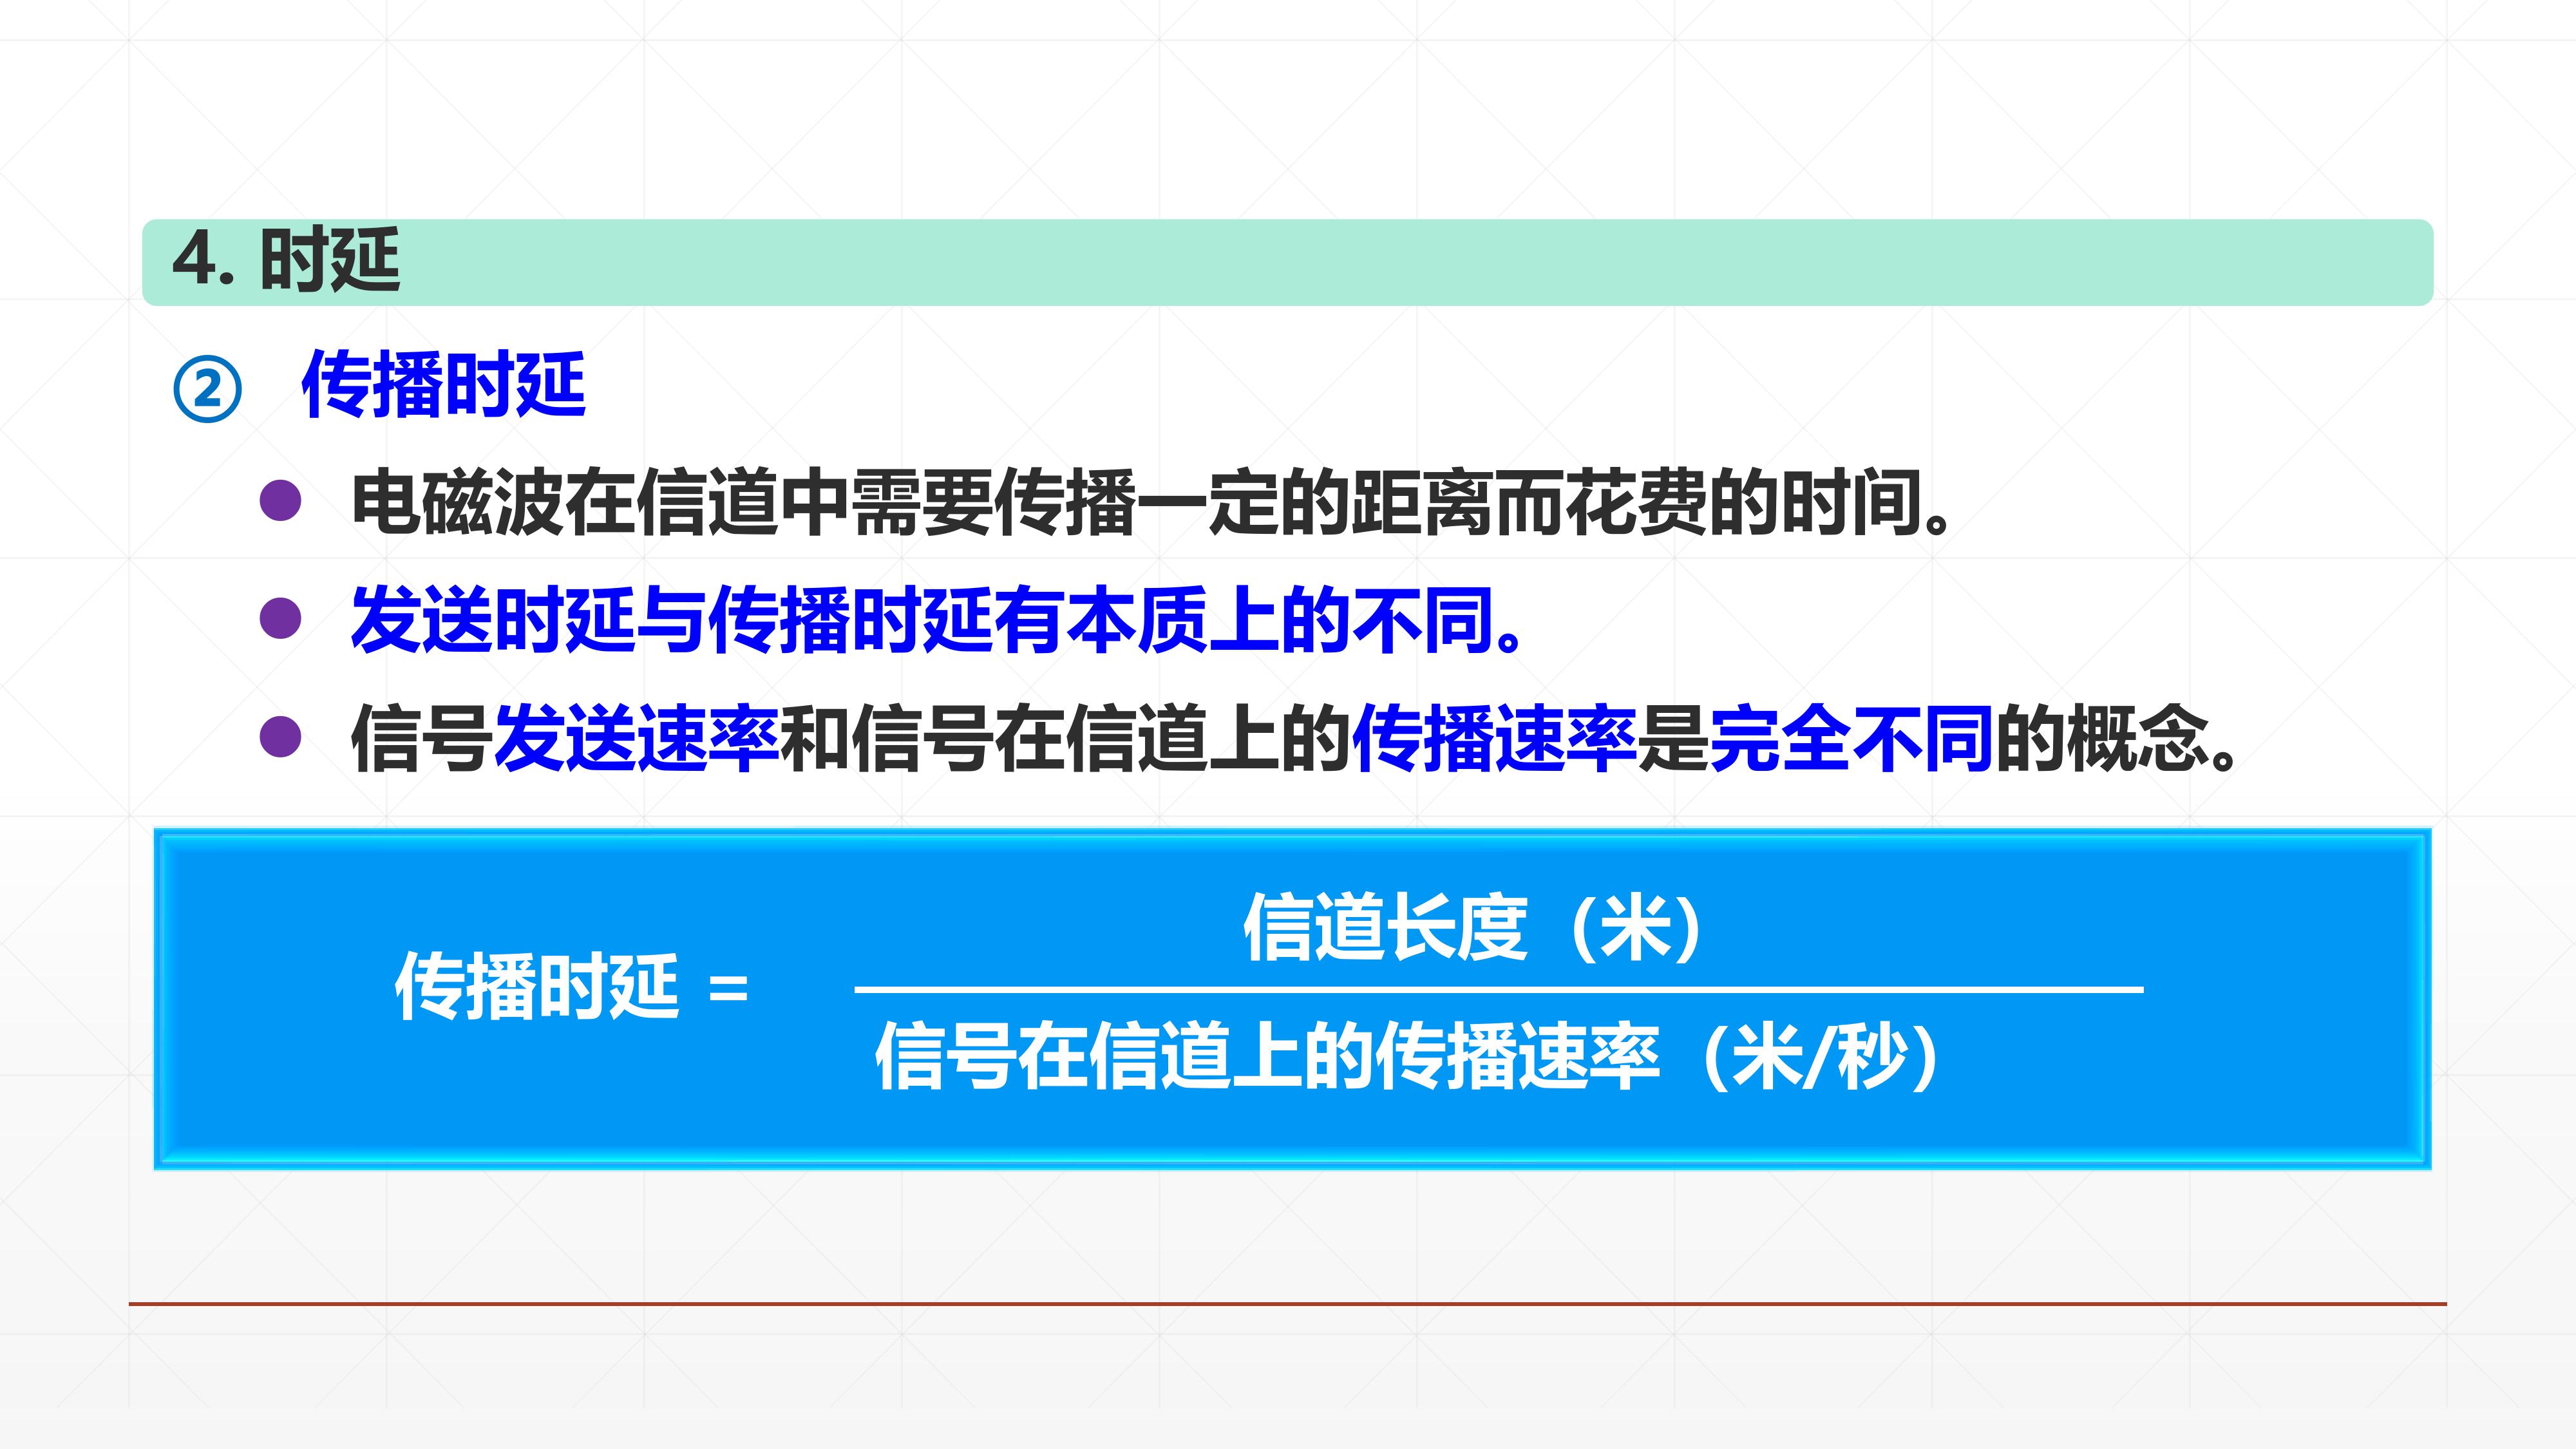 4. 时延
② 传播时延
● 电磁波在信道中需要传播一定的距离而花费的时间。
● 发送时延与传播时延有本质上的不同。
● 信号发送速率和信号在信道上的传播速率是完全不同的概念。
信道长度（米）
传播时延 =
信号在信道上的传播速率（米/秒）